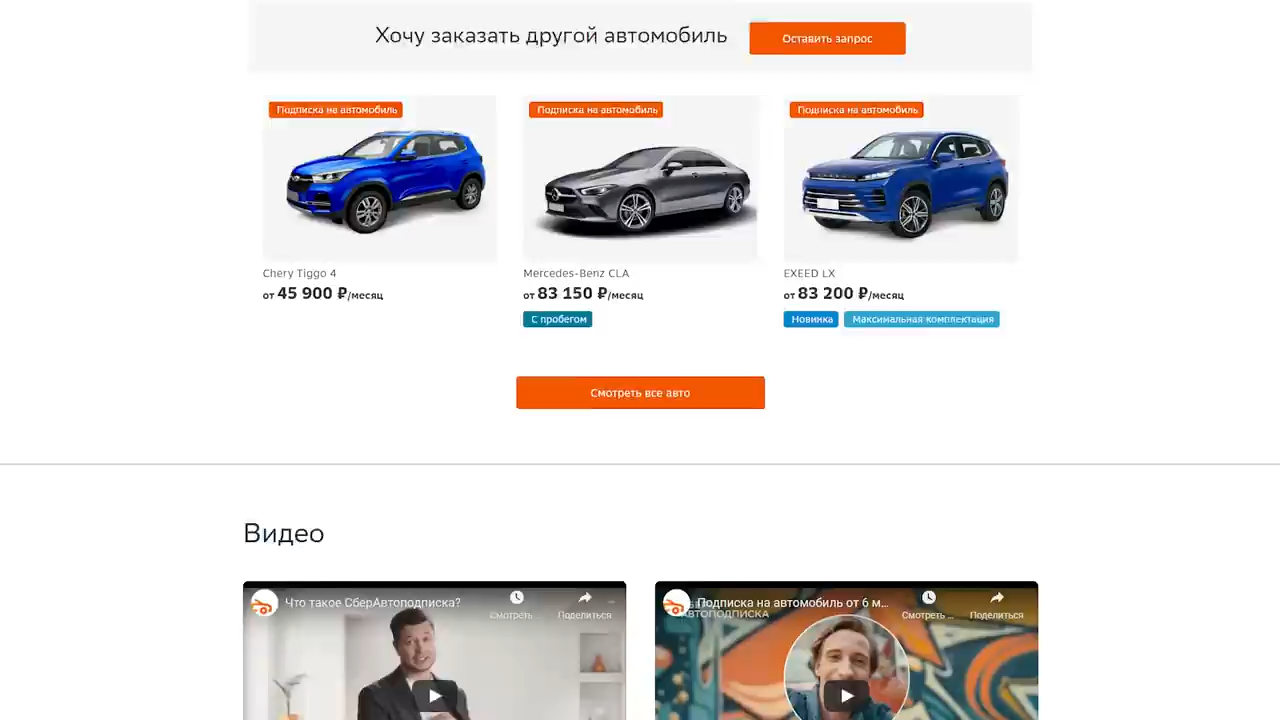 Хочу заказать другой автомобиль
Оставить запрос
Подписка на автомобиль
Подписка на автомобиль
Подписка на автомобиль
Chery Tiggo 4
Mercedes-Benz CLA
EXEED LX
от 45 900 ₽/месяц
от 83 150 ₽/месяц
от 83 200 ₽/месяц
С пробегом
Новинка
Максимальная комплектация
Смотреть все авто
Видео
Что такое СберАвтоподписка?
Смотреть ...
Поделиться
Подписка на автомобиль от 6 м...
АВТОПОДПИСКА
Смотреть ...
Поделиться